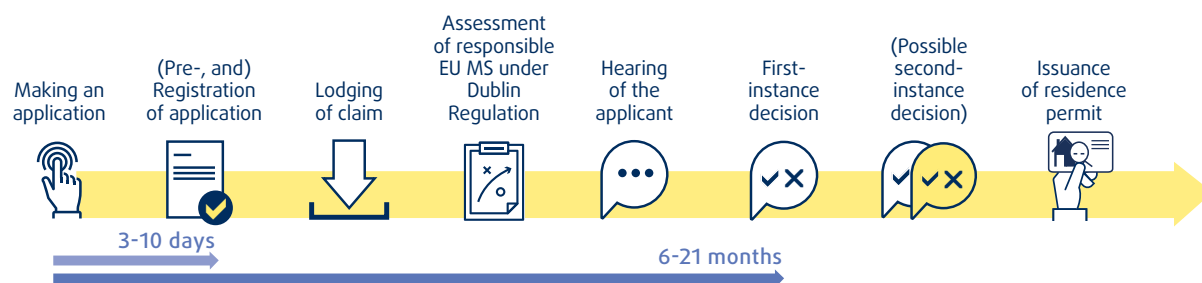 Making an
application
(Pre-, and)
Registration
of application
Lodging
of claim
Assessment
of responsible
EU MS under
Dublin
Regulation
Hearing
of the
applicant
First-
instance
decision
(Possible
second-
instance
decision)
Issuance
of residence
permit
3-10 days
6-21 months